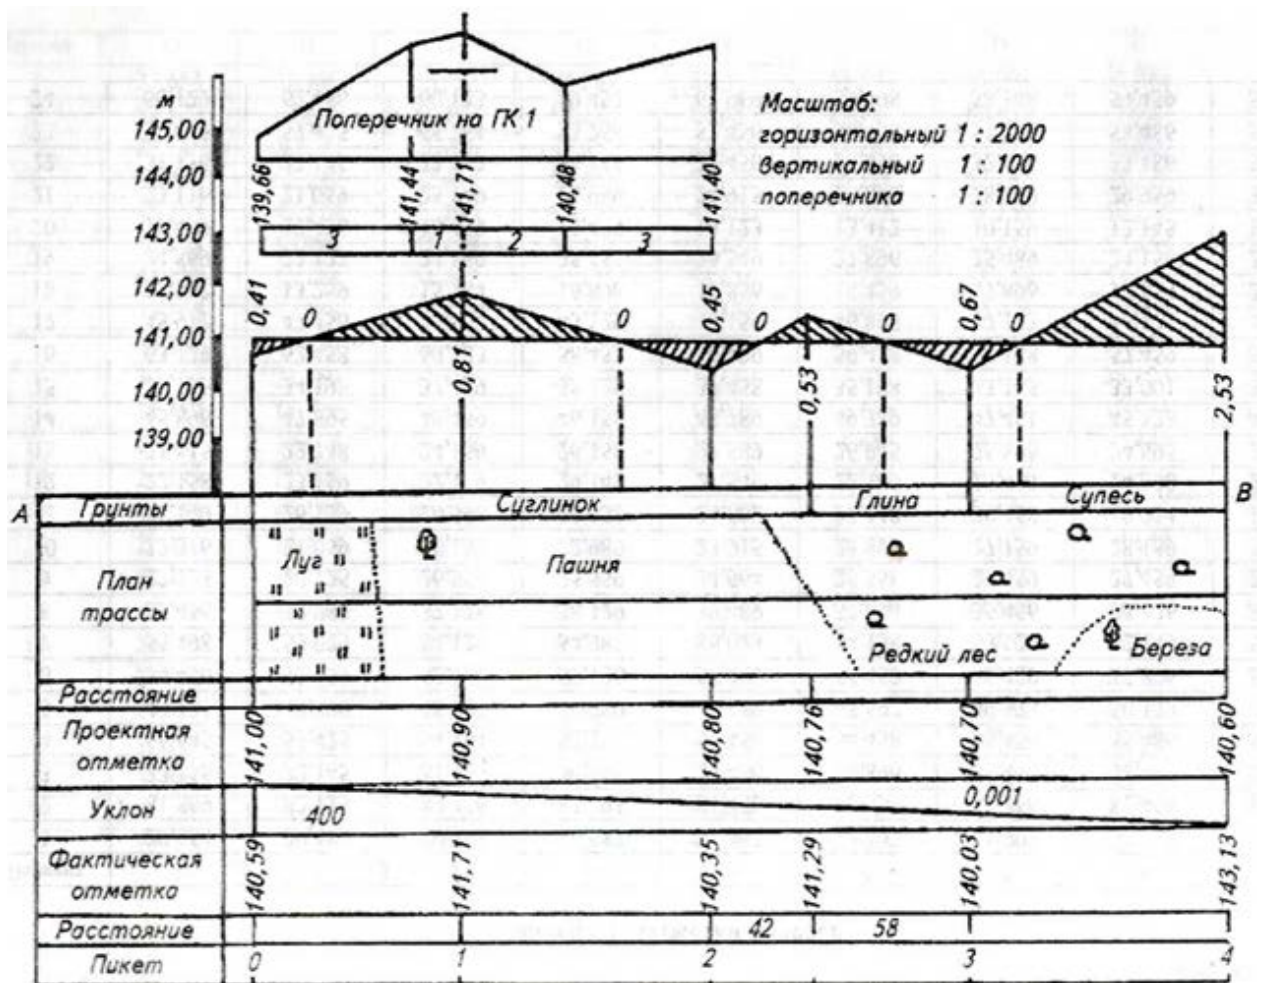 м
145,00
144,00
143,00
142,00
141,00
140,00
139,00
Поперечник на ПК 1
139,66 141,44 141,71 140,48 141,40
3 1 2 3
Масштаб:
горизонтальный 1 : 2000
вертикальный 1 : 100
поперечника 1 : 100
0,41 0 0,81 0 0,45 0 0,53 0 0,67 0 2,53
А
В
Грунты Суглинок Глина Супесь
План трассы
Луг
Пашня
Редкий лес
Береза
Расстояние
Проектная
отметка
141,00 140,90 140,80 140,76 140,70 140,60
Уклон 400 0,001
Фактическая
отметка
140,59 141,71 140,35 141,29 140,03 143,13
Расстояние 42 58
Пикет 0 1 2 3 4